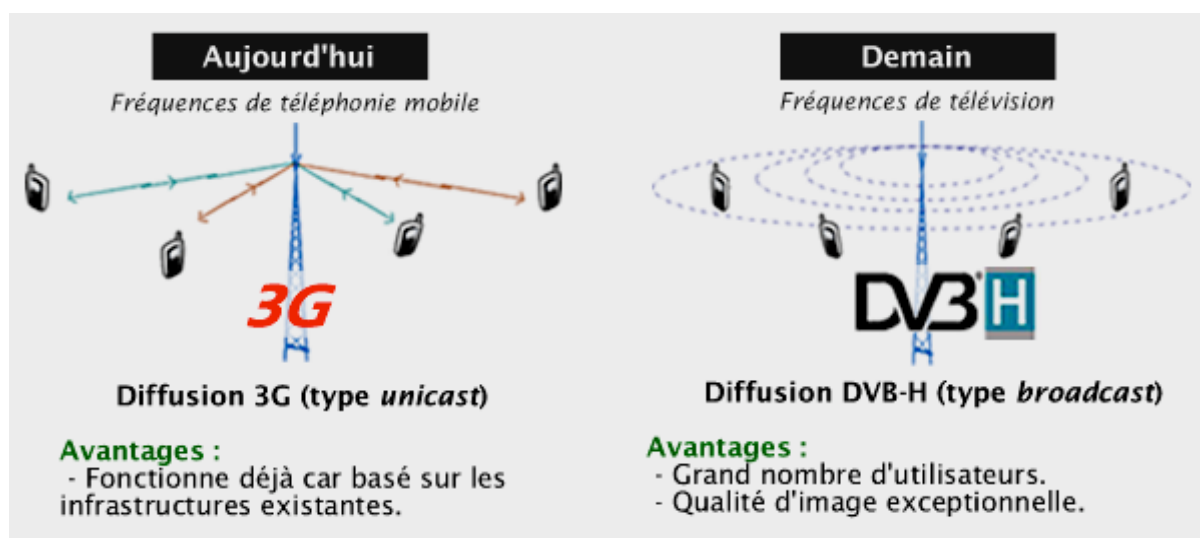 Aujourd'hui
Fréquences de téléphonie mobile
3G
Diffusion 3G (type unicast)
Avantages :
- Fonctionne déjà car basé sur les
infrastructures existantes.
Demain
Fréquences de télévision
DVB H
Diffusion DVB-H (type broadcast)
Avantages :
- Grand nombre d'utilisateurs.
- Qualité d'image exceptionnelle.